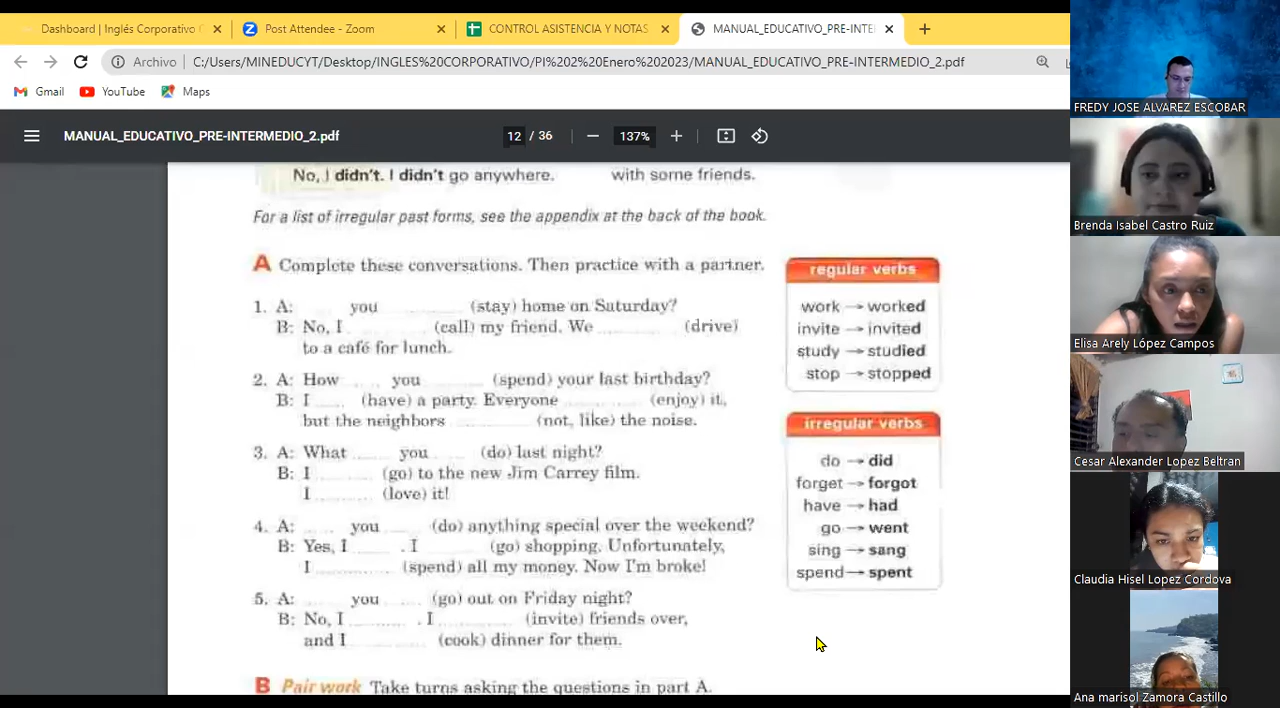 Dashboard | Inglés Corporativo
Post Attendee - Zoom
CONTROL ASISTENCIA Y NOTAS
MANUAL_EDUCATIVO_PRE-INTE
Archivo C:/Users/MINEDUCYT/Desktop/INGLES%20CORPORATIVO/PI%202%20Enero%202023/MANUAL_EDUCATIVO_PRE-INTERMEDIO_2.pdf
Gmail YouTube Maps
MANUAL_EDUCATIVO_PRE-INTERMEDIO_2.pdf 12 / 36 137%
No, I didn't. I didn't go anywhere. with some friends.
For a list of irregular past forms, see the appendix at the back of the book.
A Complete these conversations. Then practice with a partner.
1. A: you (stay) home on Saturday?
B: No, I (call) my friend. We (drive)
to a café for lunch.
2. A: How you (spend) your last birthday?
B: I (have) a party. Everyone (enjoy) it,
but the neighbors (not, like) the noise.
3. A: What you (do) last night?
B: I (go) to the new Jim Carrey film.
I (love) it!
4. A: you (do) anything special over the weekend?
B: Yes, I . I (go) shopping. Unfortunately,
I (spend) all my money. Now I'm broke!
5. A: you (go) out on Friday night?
B: No, I . I (invite) friends over,
and I (cook) dinner for them.
B Pair work Take turns asking the questions in part A.
regular verbs
work → worked
invite → invited
study → studied
stop → stopped
irregular verbs
do → did
forget → forgot
have → had
go → went
sing → sang
spend → spent
FREDY JOSE ALVAREZ ESCOBAR
Brenda Isabel Castro Ruiz
Elisa Arely López Campos
Cesar Alexander Lopez Beltran
Claudia Hisel Lopez Cordova
Ana marisol Zamora Castillo